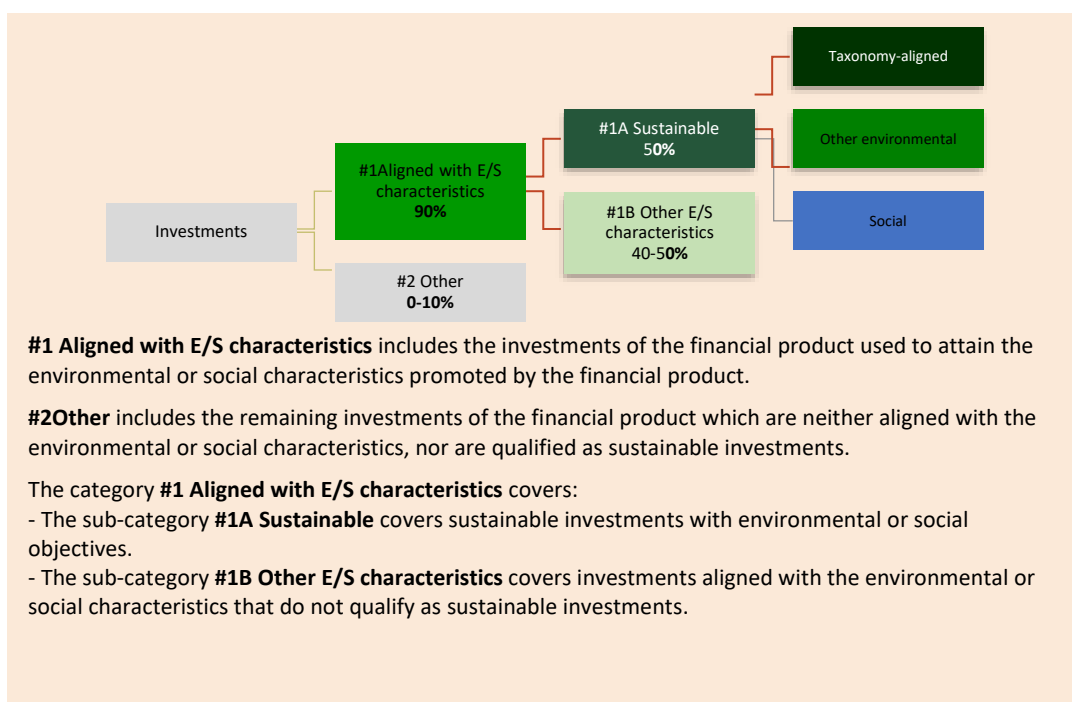 Taxonomy-aligned
#1A Sustainable
50%
Other environmental
#1Aligned with E/S
characteristics
90%
#1B Other E/S
characteristics
40-50%
Social
Investments
#2 Other
0-10%
#1 Aligned with E/S characteristics includes the investments of the financial product used to attain the
environmental or social characteristics promoted by the financial product.
#2Other includes the remaining investments of the financial product which are neither aligned with the
environmental or social characteristics, nor are qualified as sustainable investments.
The category #1 Aligned with E/S characteristics covers:
- The sub-category #1A Sustainable covers sustainable investments with environmental or social
objectives.
- The sub-category #1B Other E/S characteristics covers investments aligned with the environmental or
social characteristics that do not qualify as sustainable investments.